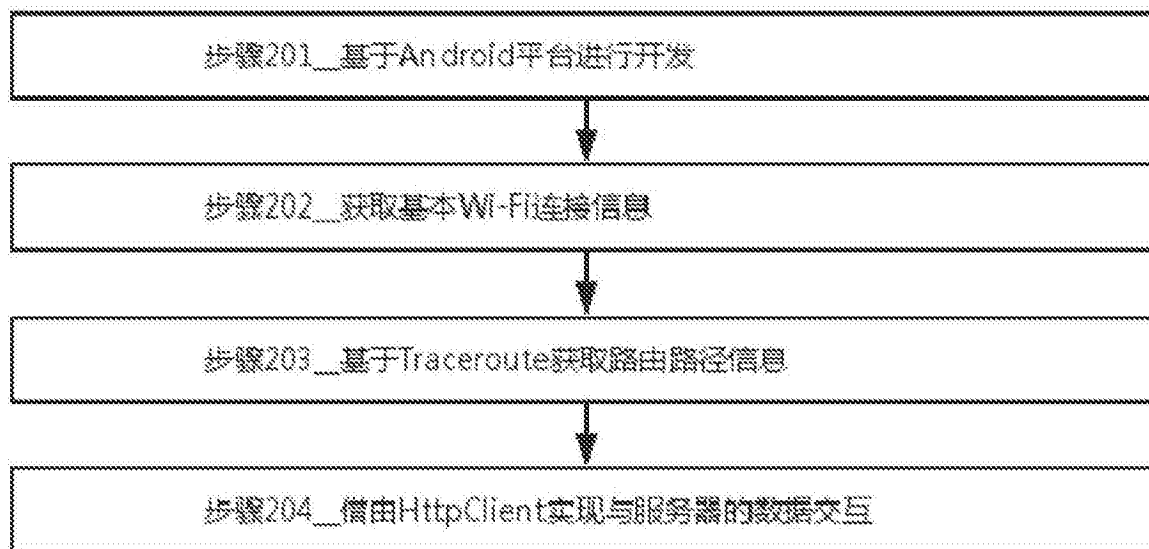 步骤201__基于Android平台进行开发
步骤202__获取基本Wi-Fi连接信息
步骤203__基于Traceroute获取路由路径信息
步骤204__借由HttpClient实现与服务器的数据交互